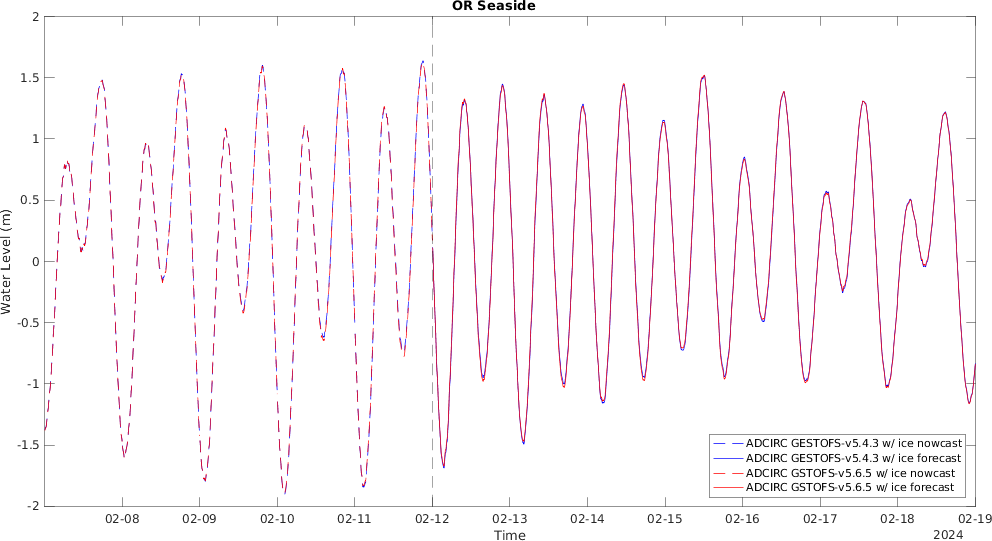 OR Seaside
2
1.5
1
0.5
0
-0.5
-1
-1.5
-2
Water Level (m)
02-08 02-09 02-10 02-11 02-12 02-13 02-14 02-15 02-16 02-17 02-18 02-19
Time
2024
ADCIRC GESTOFS-v5.4.3 w/ ice nowcast
ADCIRC GESTOFS-v5.4.3 w/ ice forecast
ADCIRC GSTOFS-v5.6.5 w/ ice nowcast
ADCIRC GSTOFS-v5.6.5 w/ ice forecast